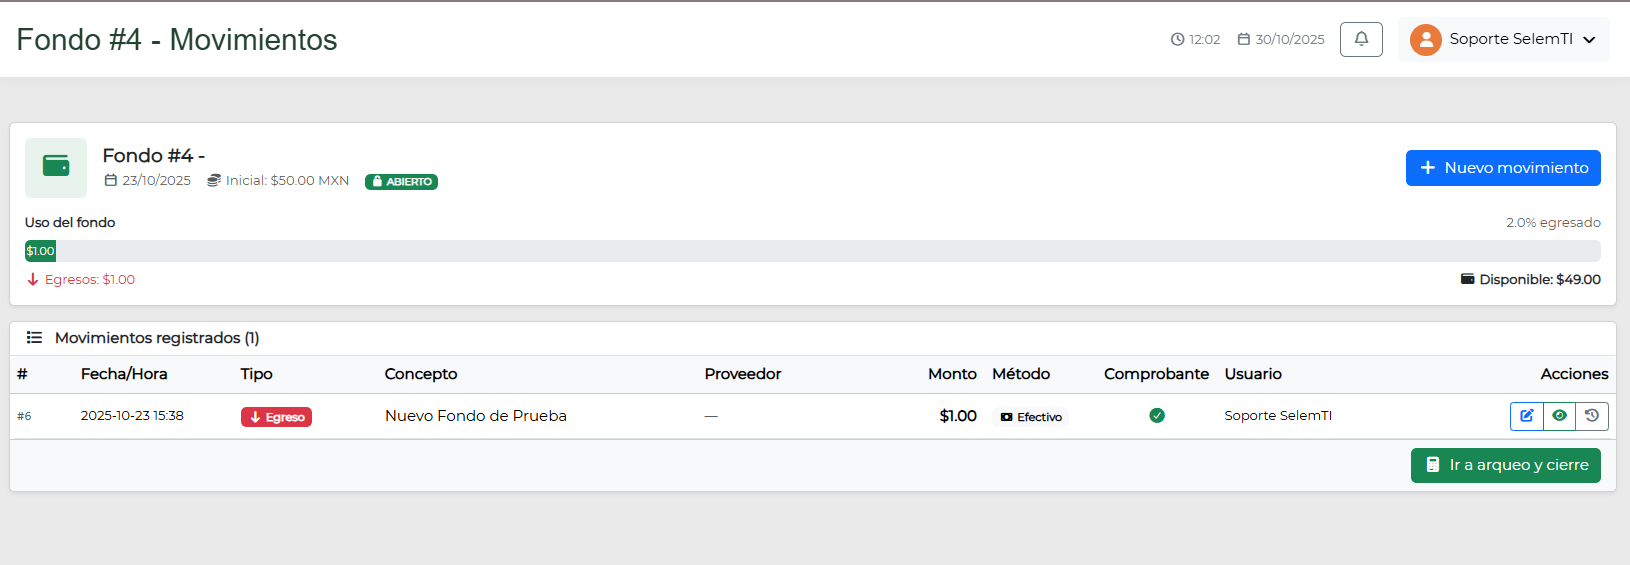 Fondo #4 - Movimientos
12:02 30/10/2025 Soporte SelemTI
Fondo #4 -
23/10/2025 Inicial: $50.00 MXN ABIERTO
Nuevo movimiento
Uso del fondo 2.0% egresado
$1.00
Egresos: $1.00 Disponible: $49.00
Movimientos registrados (1)
# Fecha/Hora Tipo Concepto Proveedor Monto Método Comprobante Usuario Acciones
#6 2025-10-23 15:38 Egreso Nuevo Fondo de Prueba — $1.00 Efectivo Soporte SelemTI
Ir a arqueo y cierre